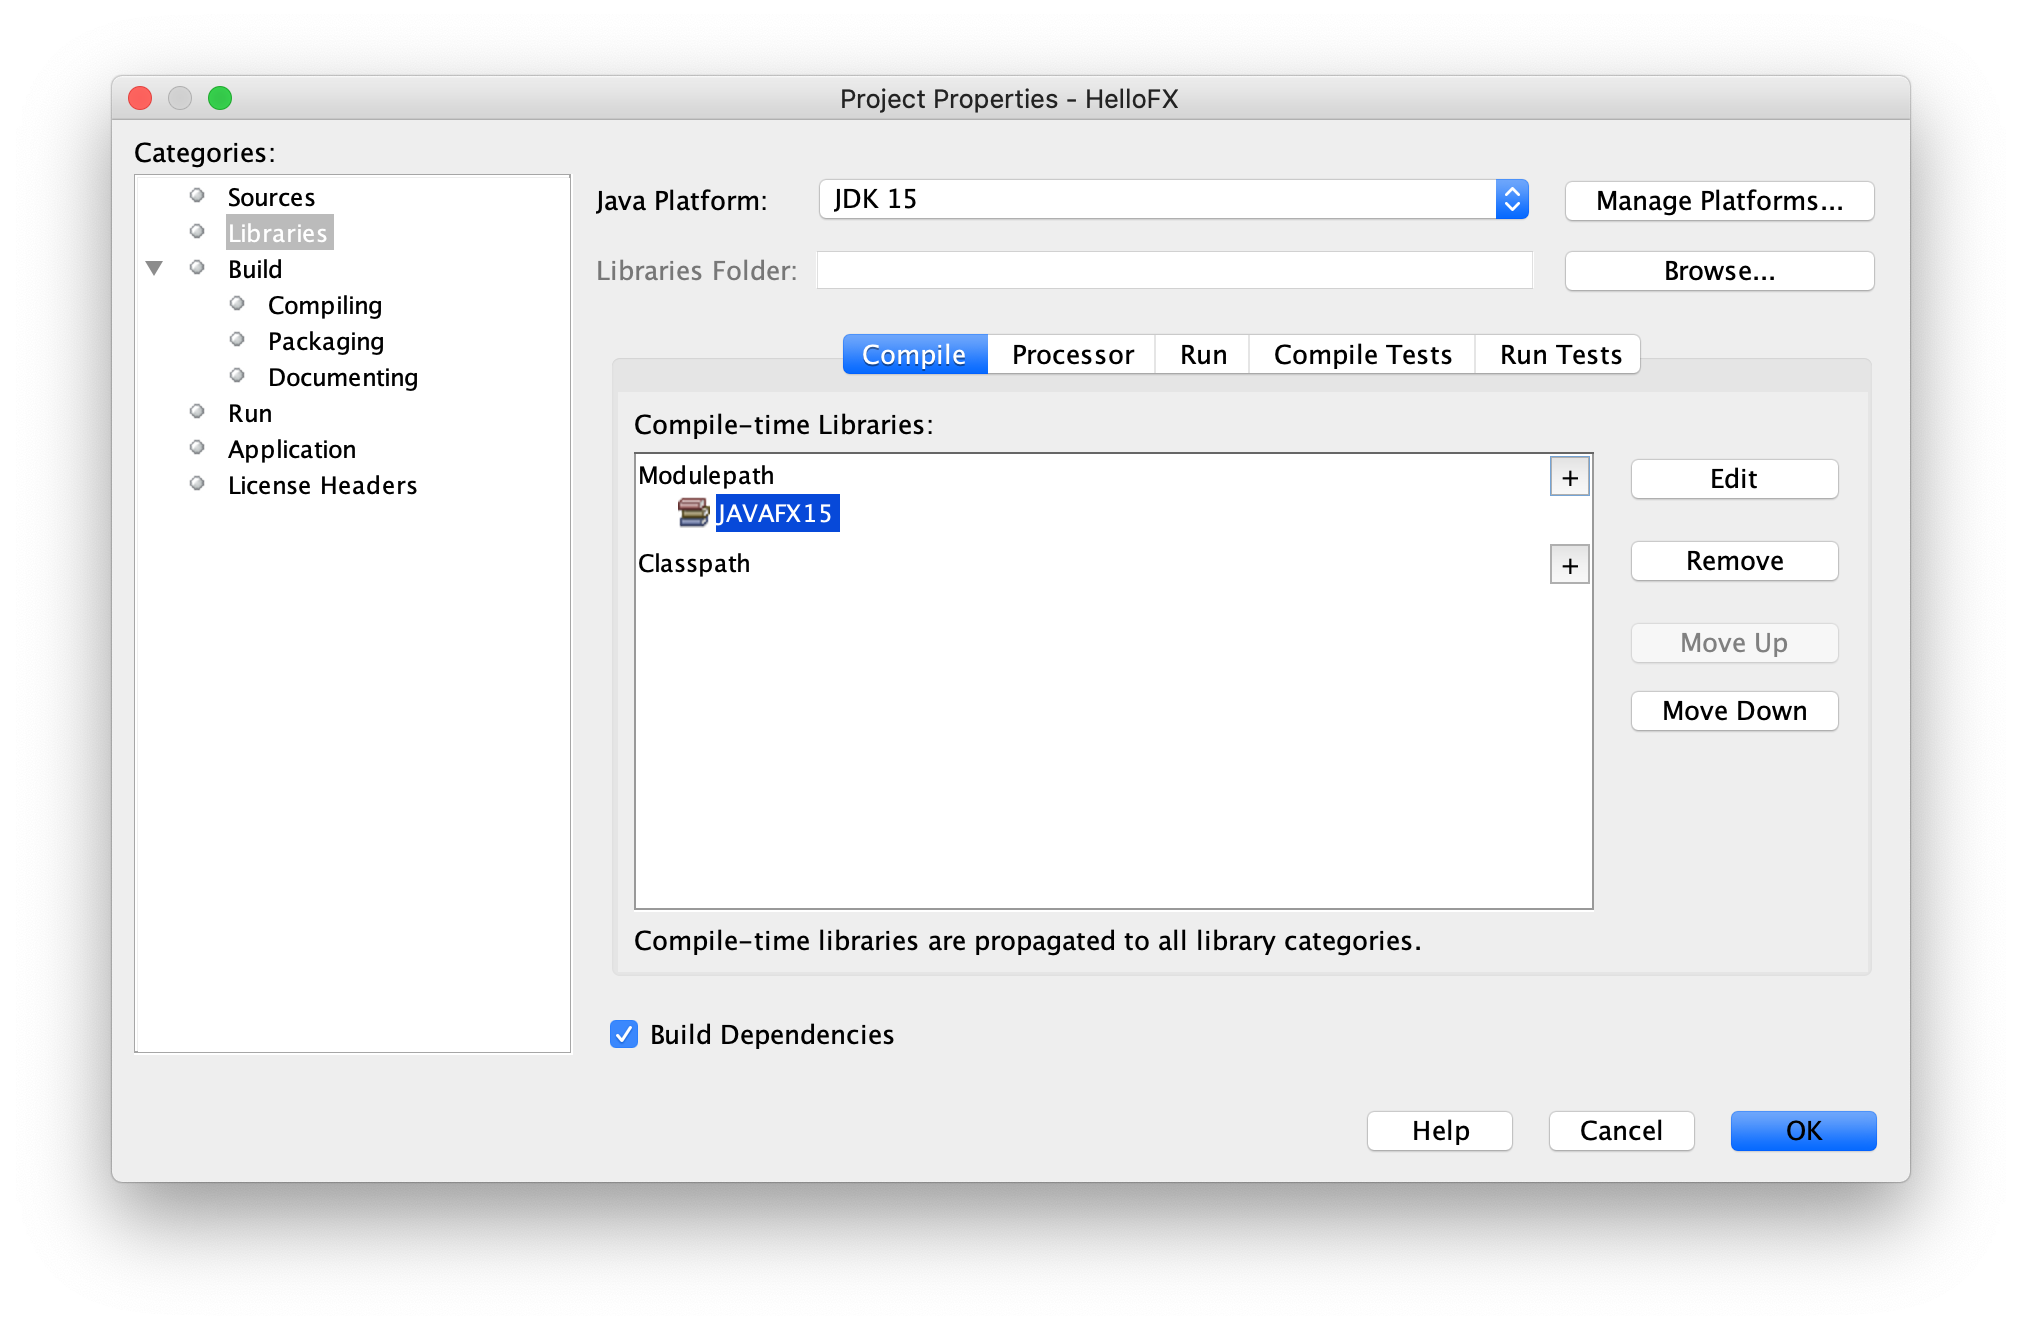 Project Properties - HelloFX
Categories:
Sources
Libraries
Build
Compiling
Packaging
Documenting
Run
Application
License Headers
Java Platform:
JDK 15
Manage Platforms...
Libraries Folder:
Browse...
Compile
Processor
Run
Compile Tests
Run Tests
Compile-time Libraries:
Modulepath
+
JAVAFX15
Classpath
+
Edit
Remove
Move Up
Move Down
Compile-time libraries are propagated to all library categories.
Build Dependencies
Help
Cancel
OK